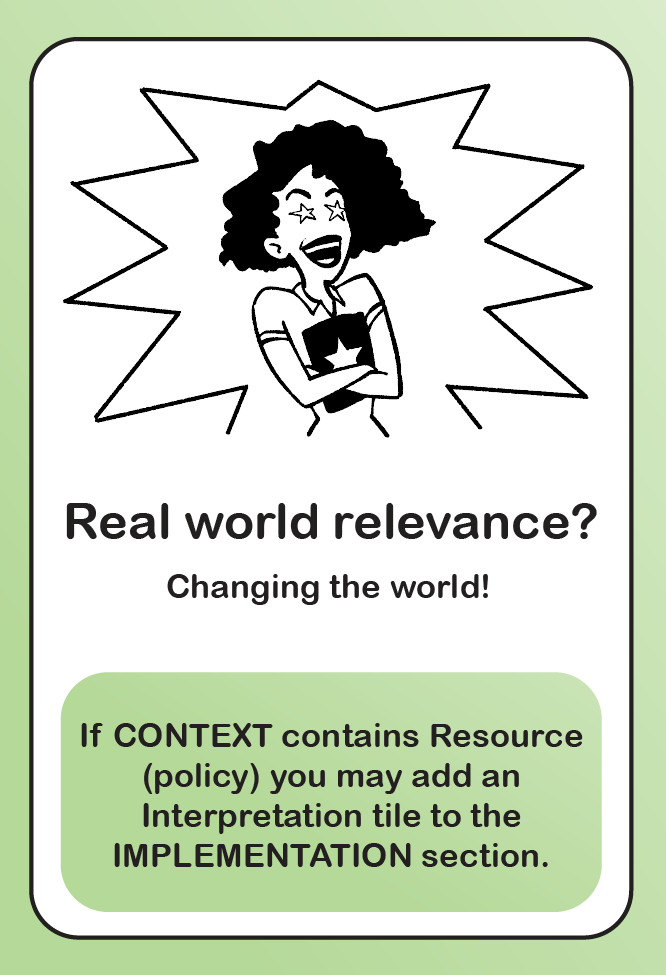 Real world relevance?
Changing the world!
If CONTEXT contains Resource
(policy) you may add an
Interpretation tile to the
IMPLEMENTATION section.